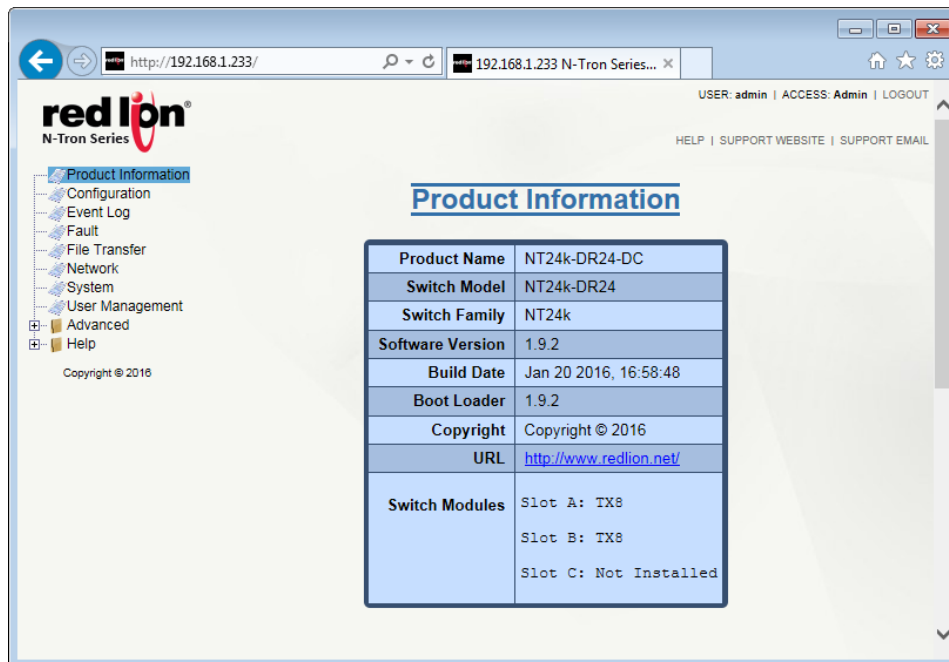 http://192.168.1.233/
192.168.1.233 N-Tron Series...
USER: admin | ACCESS: Admin | LOGOUT
red lion®
N-Tron Series
HELP | SUPPORT WEBSITE | SUPPORT EMAIL
Product Information
Configuration
Event Log
Fault
File Transfer
Network
System
User Management
Advanced
Help
Copyright © 2016
Product Information
Product Name NT24k-DR24-DC
Switch Model NT24k-DR24
Switch Family NT24k
Software Version 1.9.2
Build Date Jan 20 2016, 16:58:48
Boot Loader 1.9.2
Copyright Copyright © 2016
URL http://www.redlion.net/
Switch Modules Slot A: TX8
Slot B: TX8
Slot C: Not Installed